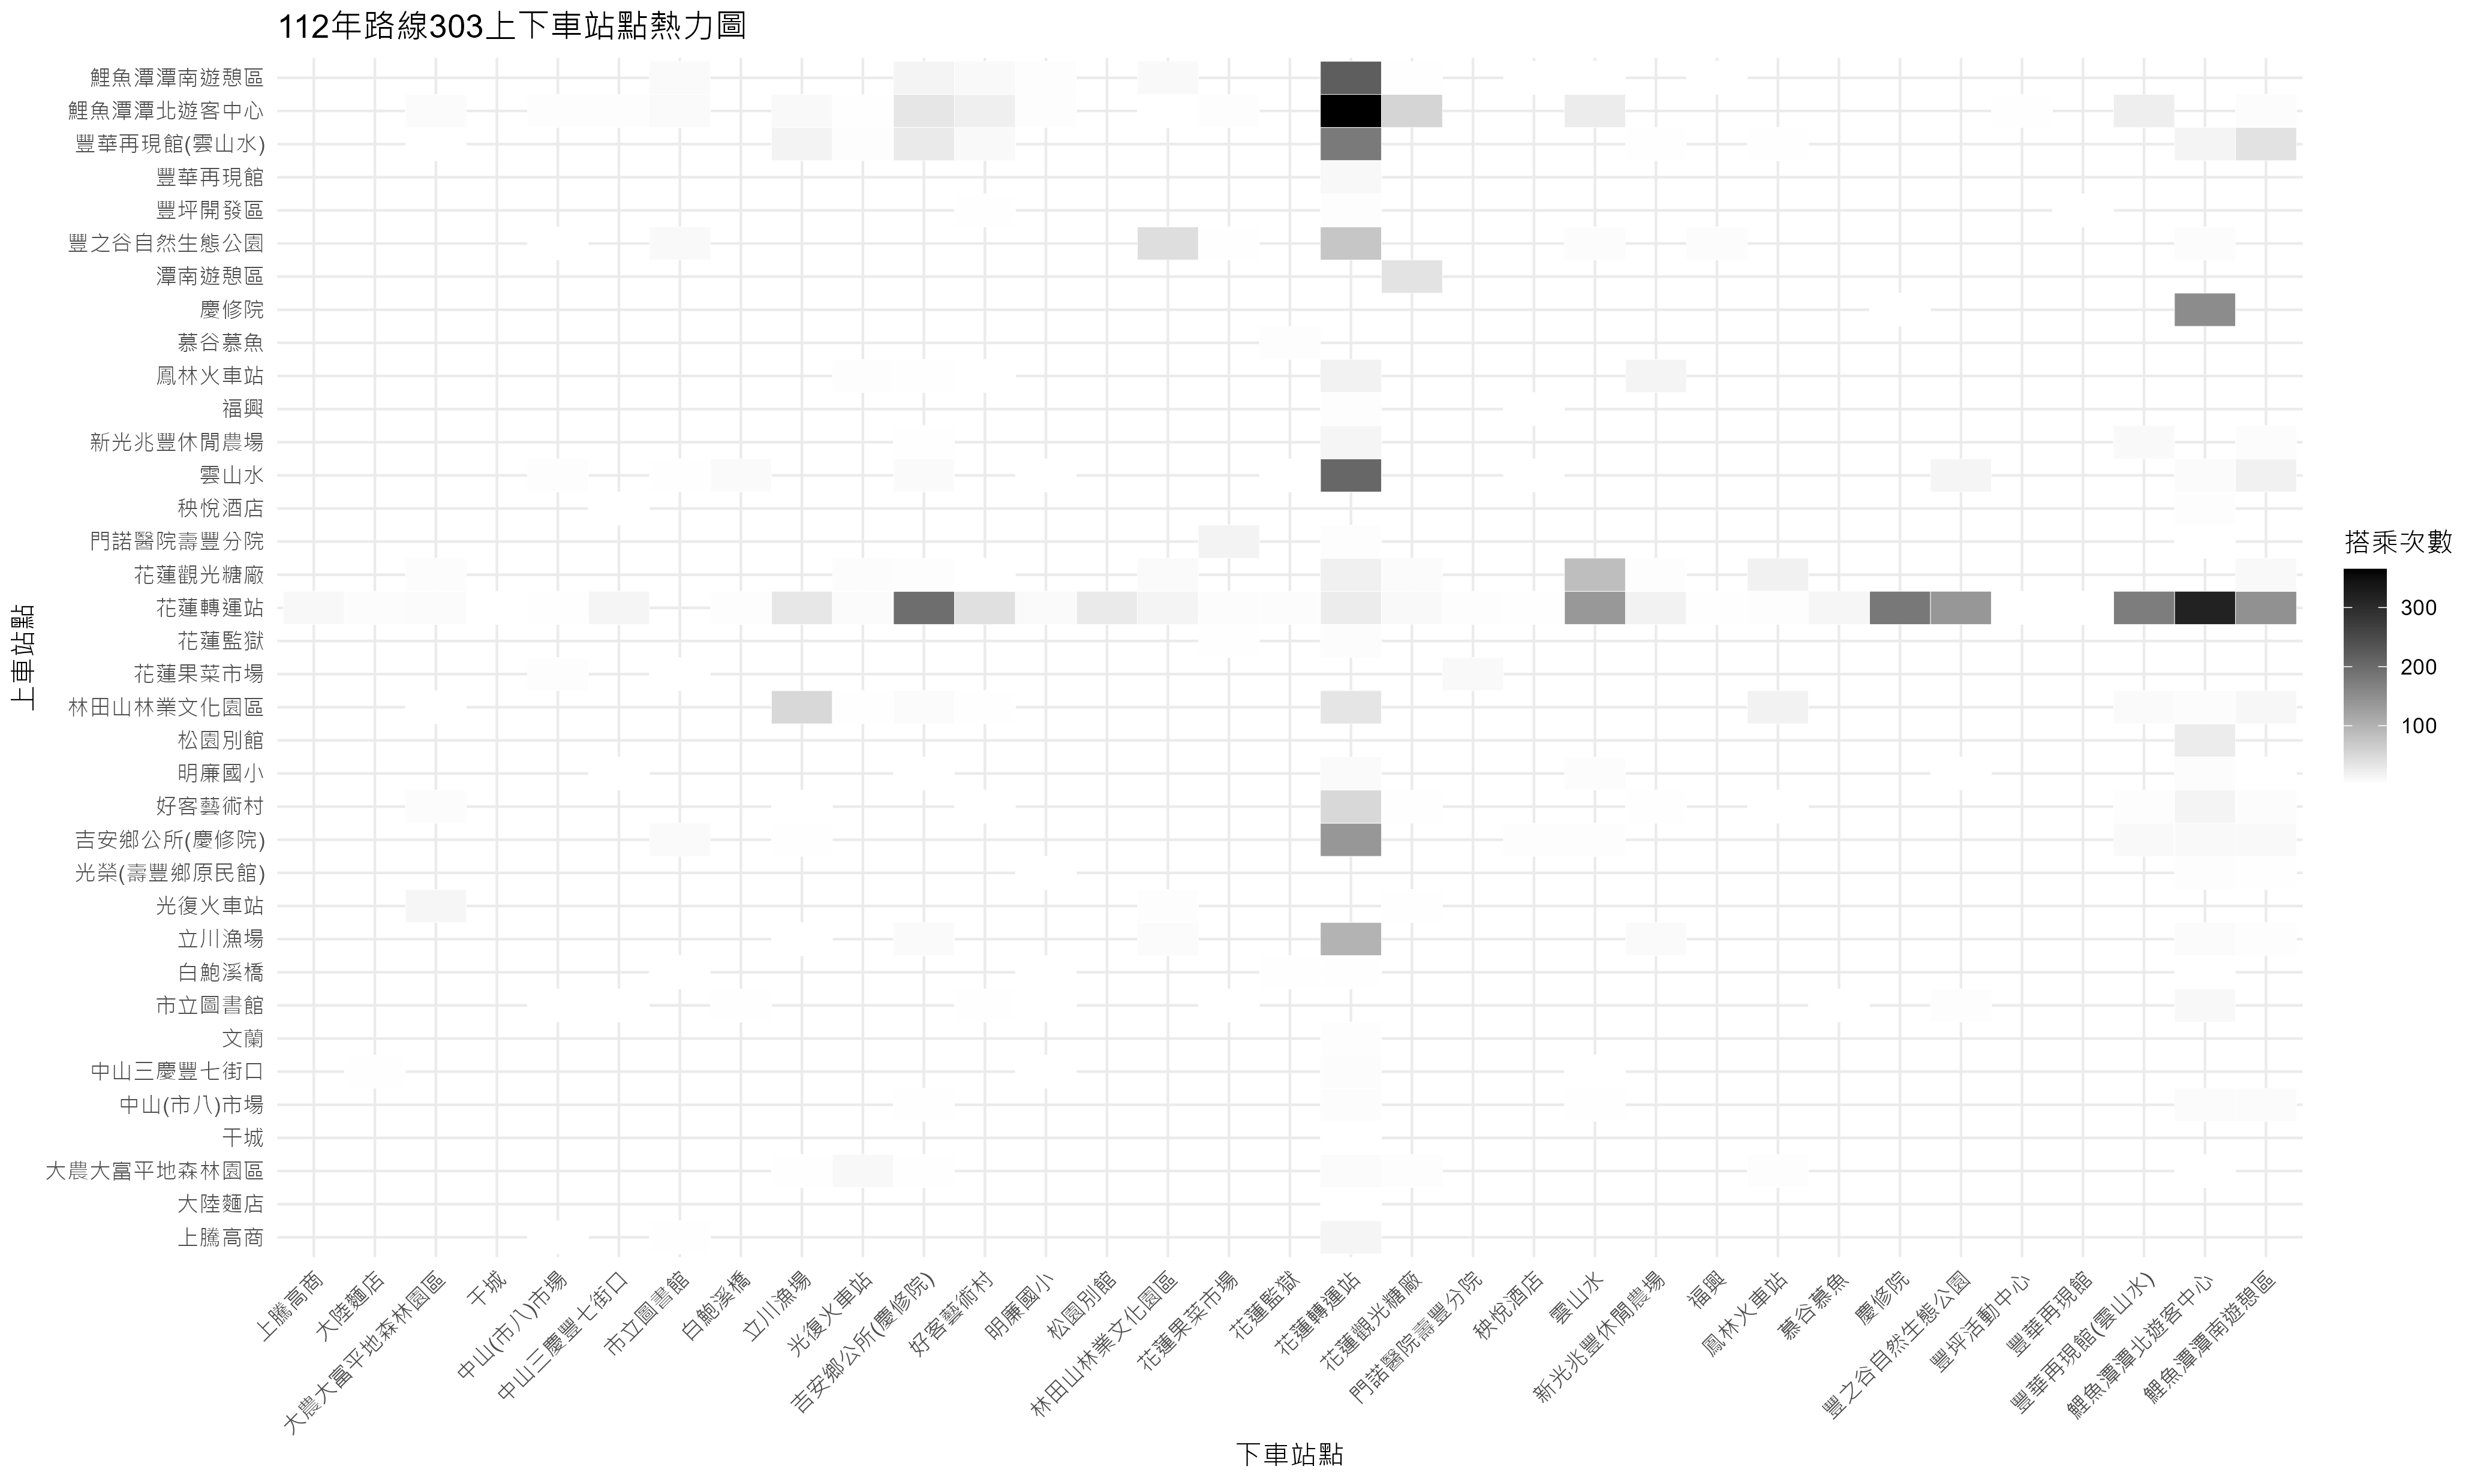 112年路線303上下車站點熱力圖
上車站點
鯉魚潭潭南遊憩區
鯉魚潭潭北遊客中心
豐華再現館(雲山水)
豐華再現館
豐坪開發區
豐之谷自然生態公園
潭南遊憩區
慶修院
慕谷慕魚
鳳林火車站
福興
新光兆豐休閒農場
雲山水
秧悅酒店
門諾醫院壽豐分院
花蓮觀光糖廠
花蓮轉運站
花蓮監獄
花蓮果菜市場
林田山林業文化園區
松園別館
明廉國小
好客藝術村
吉安鄉公所(慶修院)
光榮(壽豐鄉原民館)
光復火車站
立川漁場
白鮑溪橋
市立圖書館
文蘭
中山三慶豐七街口
中山(市八)市場
干城
大農大富平地森林園區
大陸麵店
上騰高商
上騰高商
大陸麵店
大農大富平地森林園區
干城
中山(市八)市場
中山三慶豐七街口
市立圖書館
白鮑溪橋
立川漁場
光復火車站
吉安鄉公所(慶修院)
好客藝術村
明廉國小
松園別館
林田山林業文化園區
花蓮果菜市場
花蓮監獄
花蓮轉運站
花蓮觀光糖廠
門諾醫院壽豐分院
秧悅酒店
雲山水
新光兆豐休閒農場
福興
鳳林火車站
慕谷慕魚
慶修院
豐之谷自然生態公園
豐坪活動中心
豐華再現館
豐華再現館(雲山水)
鯉魚潭潭北遊客中心
鯉魚潭潭南遊憩區
下車站點
搭乘次數
300
200
100